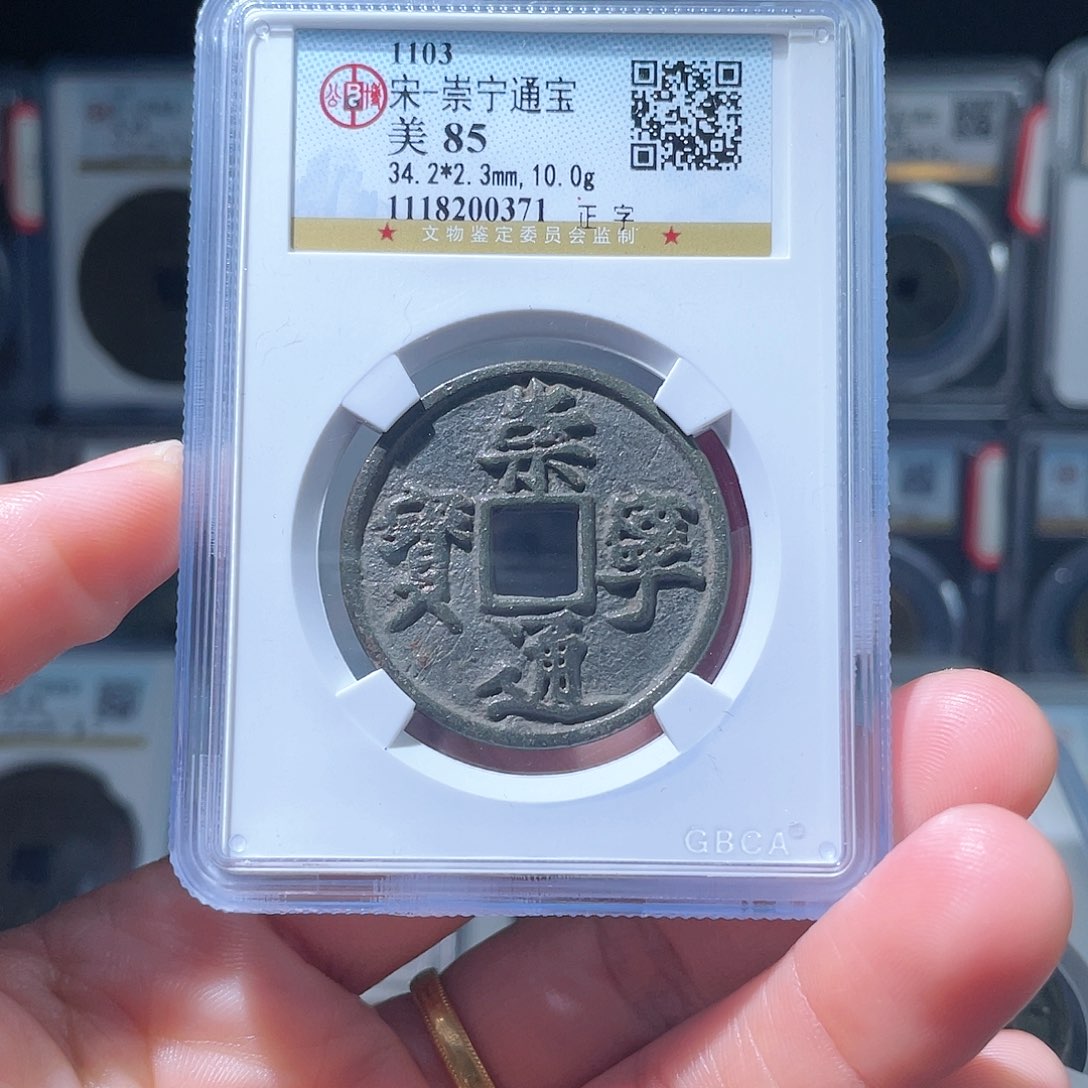 1103
宋-崇宁通宝
美 85
34.2*2.3mm, 10.0g
1118200371 正 字
★ 文物鉴定委员会监制 ★
崇
寶 寧
通
GBCA